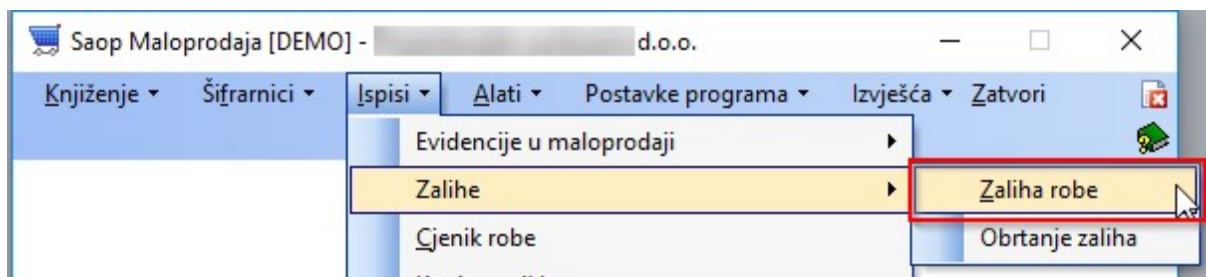 Saop Maloprodaja [DEMO] - d.o.o.
Knjiženje Šifrarnici Ispisi Alati Postavke programa Izvješća Zatvori
Evidencije u maloprodaji
Zalihe Zaliha robe
Cjenik robe Obrtanje zaliha